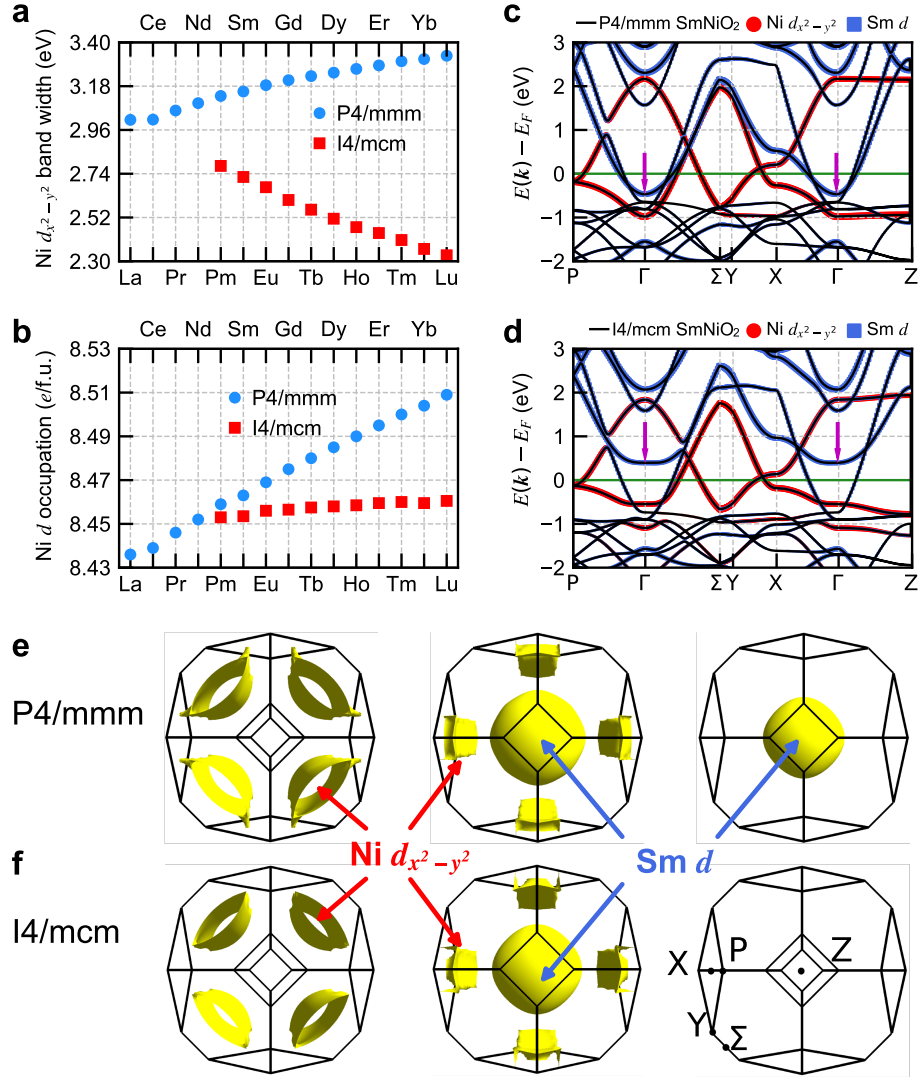 a
Ce Nd Sm Gd Dy Er Yb
3.40
3.18
2.96
2.74
2.52
2.30
Ni dx²−y² band width (eV)
P4/mmm
I4/mcm
La Pr Pm Eu Tb Ho Tm Lu
b
Ce Nd Sm Gd Dy Er Yb
8.53
8.51
8.49
8.47
8.45
8.43
Ni d occupation (e/f.u.)
P4/mmm
I4/mcm
La Pr Pm Eu Tb Ho Tm Lu
c
P4/mmm SmNiO₂ Ni dx²−y² Sm d
3
2
1
0
−1
−2
E(k) − EF (eV)
P Γ Σ Y X Γ Z
d
I4/mcm SmNiO₂ Ni dx²−y² Sm d
3
2
1
0
−1
−2
E(k) − EF (eV)
P Γ Σ Y X Γ Z
e
P4/mmm
Ni dx²−y²
Sm d
f
I4/mcm
X P Z
Y Σ